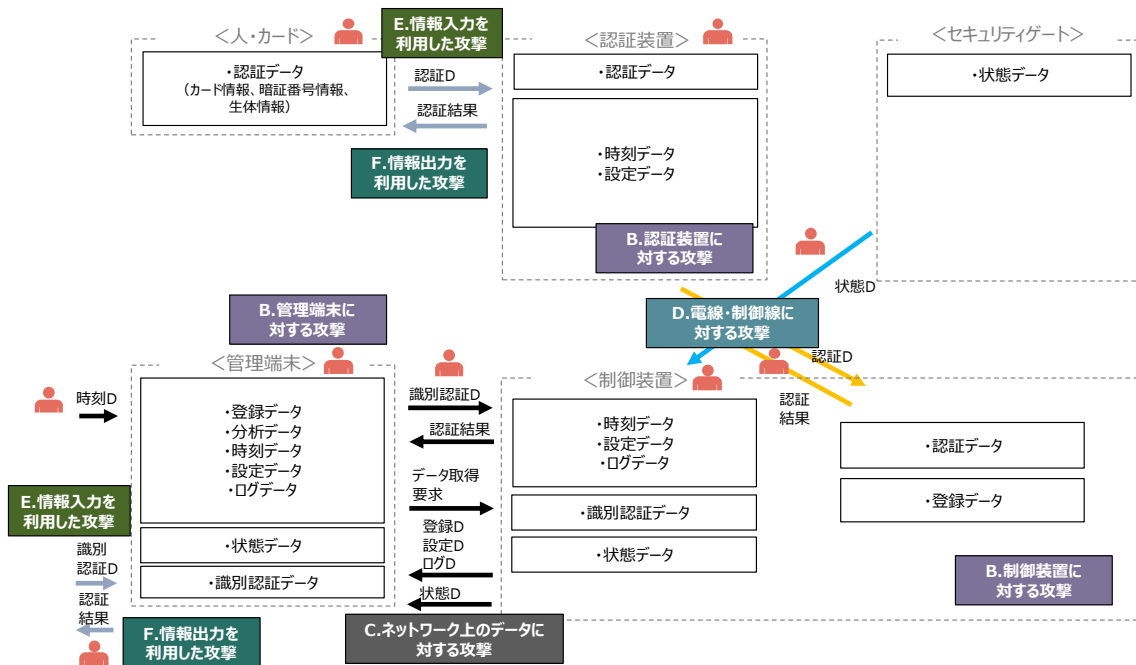 E.情報入力を
利用した攻撃
<人・カード>
<認証装置>
<セキュリティゲート>
・認証データ
(カード情報、暗証番号情報、
生体情報)
認証D
認証結果
・認証データ
・状態データ
F.情報出力を
利用した攻撃
・時刻データ
・設定データ
B.認証装置に
対する攻撃
状態D
B.管理端末に
対する攻撃
D.電線・制御線に
対する攻撃
認証D
認証
結果
<管理端末>
<制御装置>
時刻D
・登録データ
・分析データ
・時刻データ
・設定データ
・ログデータ
識別認証D
認証結果
・時刻データ
・設定データ
・ログデータ
・認証データ
データ取得
要求
・登録データ
E.情報入力を
利用した攻撃
・識別認証データ
登録D
設定D
ログD
・状態データ
・状態データ
識別
認証D
・識別認証データ
B.制御装置に
対する攻撃
状態D
認証
結果
F.情報出力を
利用した攻撃
C.ネットワーク上のデータに
対する攻撃